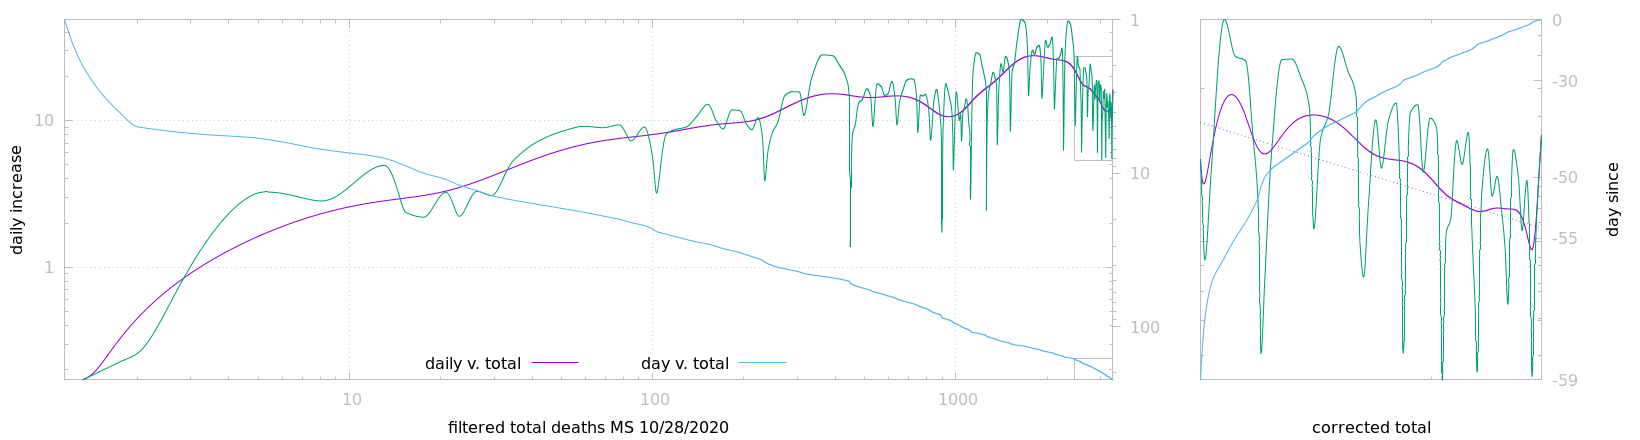 daily increase
10
1
daily v. total
day v. total
10
100
1000
filtered total deaths MS 10/28/2020
1
10
100
0
-30
-50
-55
-59
day since
corrected total